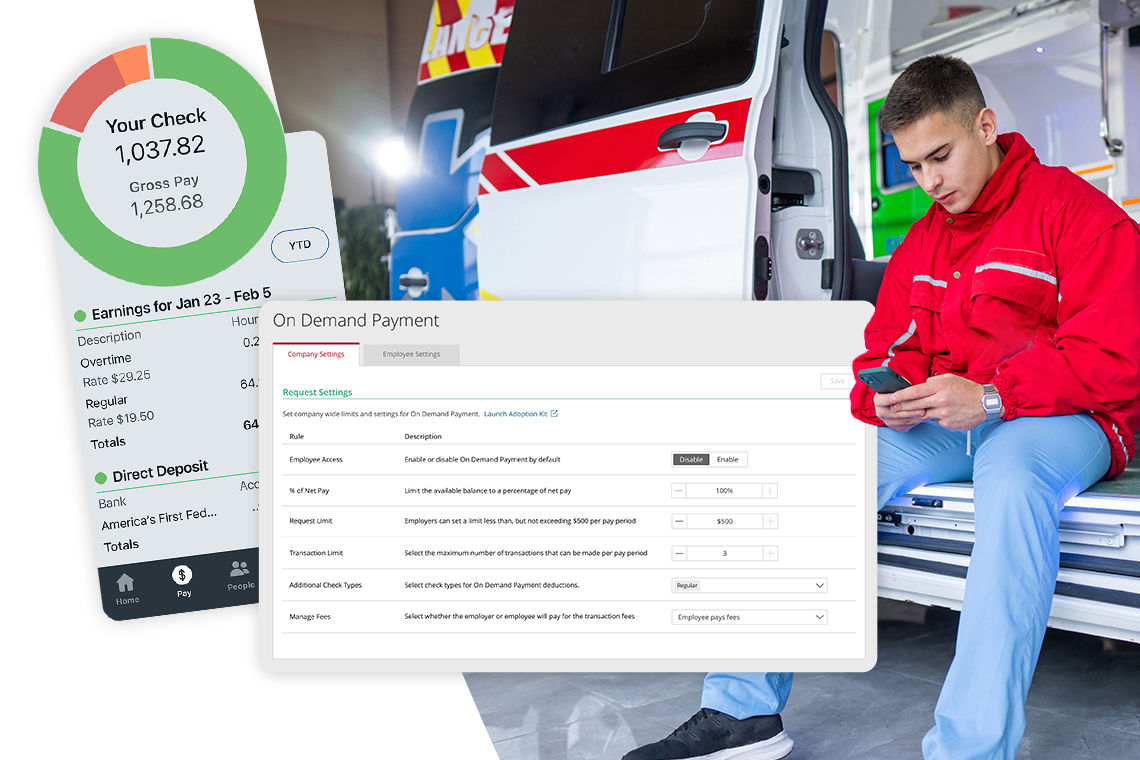 LANCE
Your Check
1,037.82
Gross Pay
1,258.68
YTD
Earnings for Jan 23 - Feb 5
Description
Overtime
0.2
Rate $29.25
Regular
64.
Rate $19.50
Totals
64
Direct Deposit
Bank
America's First Fed...
Totals
Home
Pay
People
On Demand Payment
Company Settings Employee Settings
Save
Request Settings
Set company wide limits and settings for On Demand Payment. Launch Adoption Kit
Rule Description
Employee Access Enable or disable On Demand Payment by default Disable Enable
% of Net Pay Limit the available balance to a percentage of net pay — 100% +
Request Limit Employers can set a limit less than, but not exceeding $500 per pay period — $500 +
Transaction Limit Select the maximum number of transactions that can be made per pay period — 3 +
Additional Check Types Select check types for On Demand Payment deductions. Regular
Manage Fees Select whether the employer or employee will pay for the transaction fees Employee pays fees